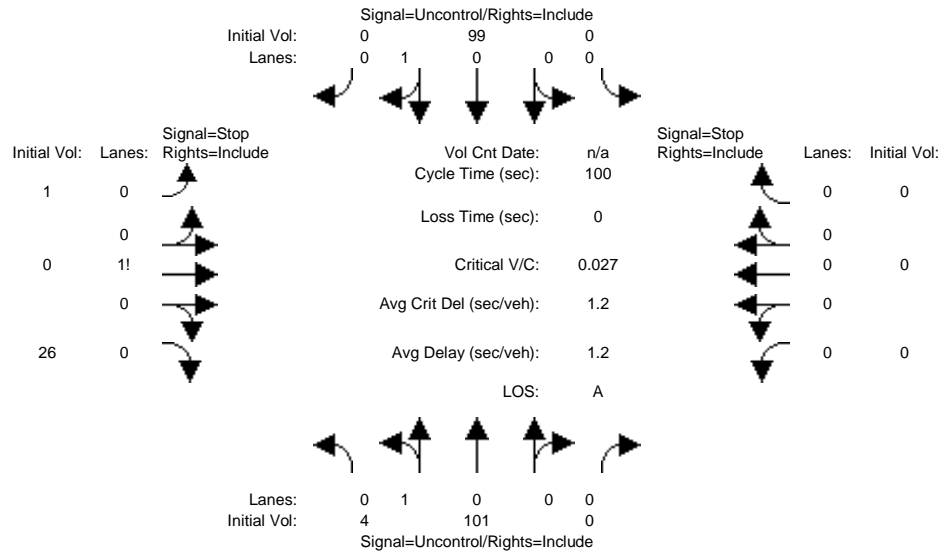 Signal=Uncontrol/Rights=Include
Initial Vol: 0 99 0
Lanes: 0 1 0 0 0
Signal=Stop
Initial Vol: Lanes: Rights=Include
Vol Cnt Date: n/a
Signal=Stop
Rights=Include Lanes: Initial Vol:
1 0
Cycle Time (sec): 100
0 0
Loss Time (sec): 0
0
0
0 1!
Critical V/C: 0.027
0 0
0
Avg Crit Del (sec/veh): 1.2
0
26 0
Avg Delay (sec/veh): 1.2
0 0
LOS: A
Lanes: 0 1 0 0 0
Initial Vol: 4 101 0
Signal=Uncontrol/Rights=Include